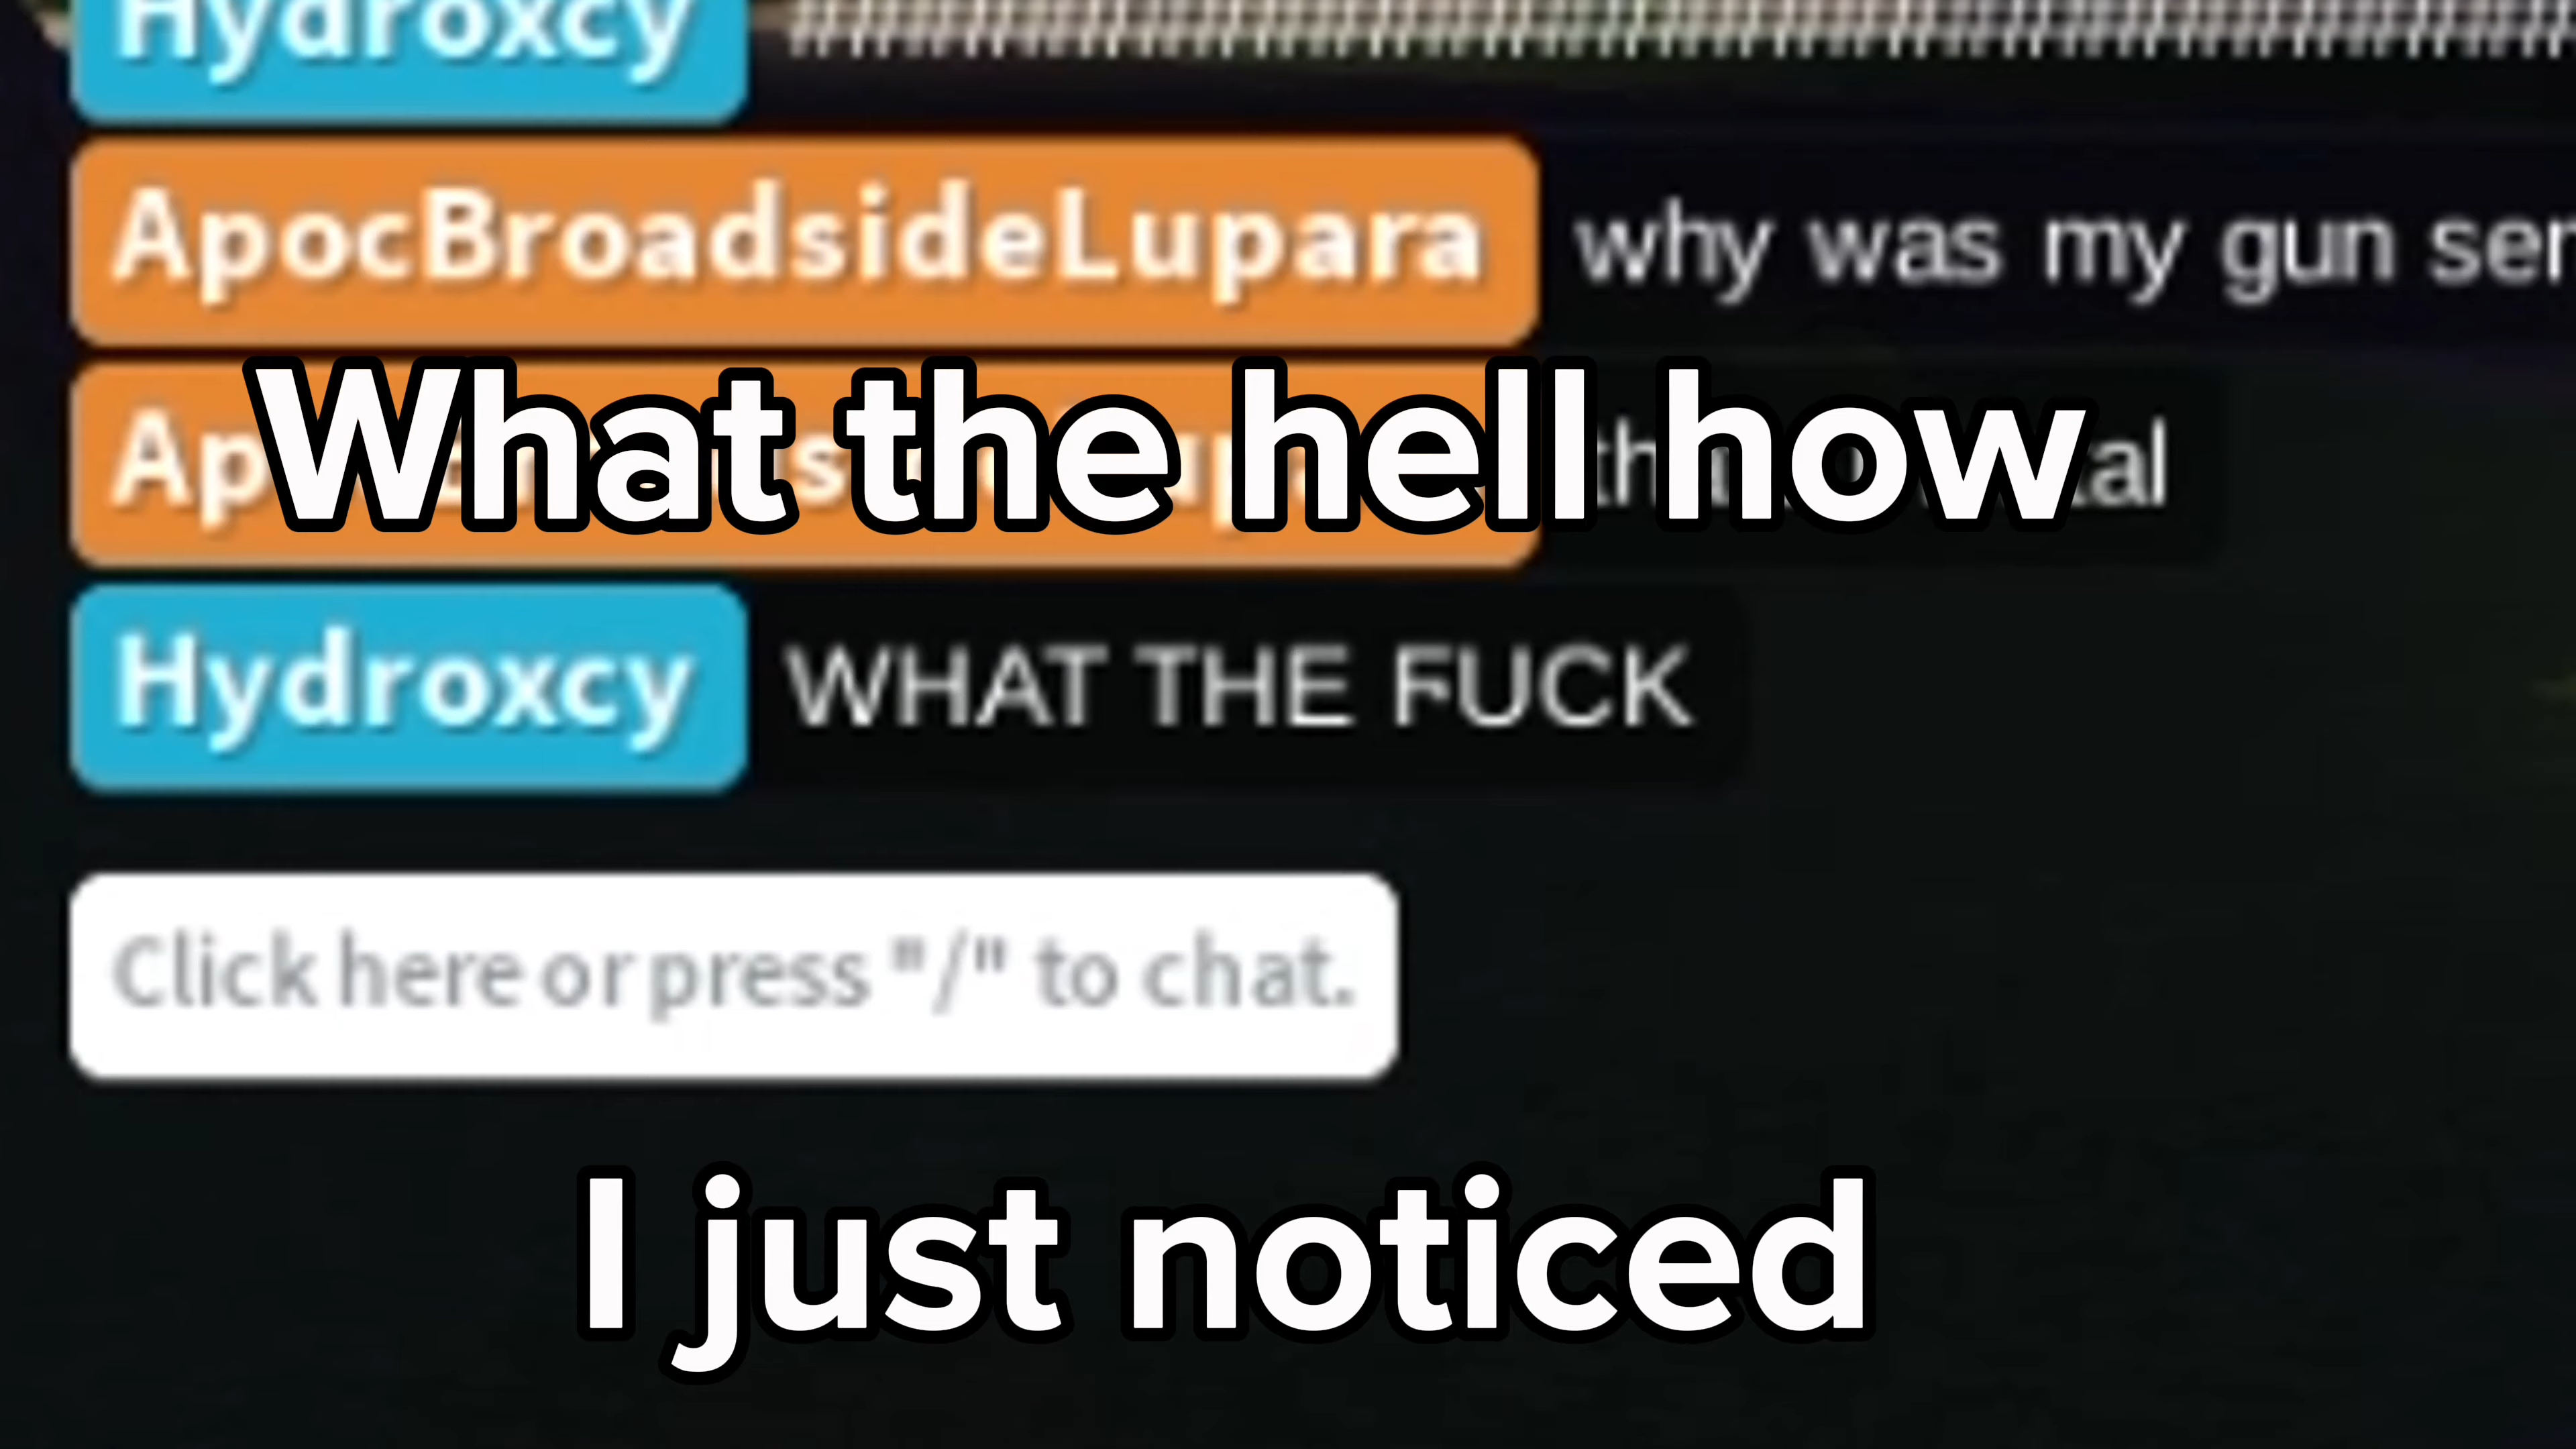 Hydroxcy
ApocBroadsideLupara why was my gun
What the hell how
Hydroxcy WHAT THE FUCK
Click here or press "/" to chat.
I just noticed